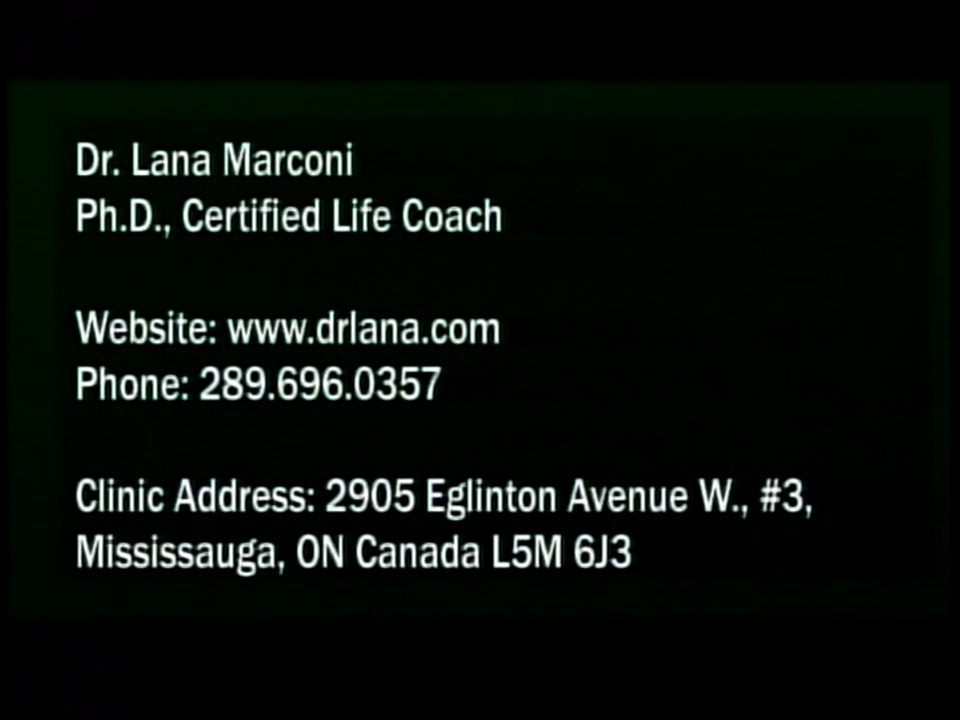 Dr. Lana Marconi
Ph.D., Certified Life Coach
Website: www.drlana.com
Phone: 289.696.0357
Clinic Address: 2905 Eglinton Avenue W., #3,
Mississauga, ON Canada L5M 6J3